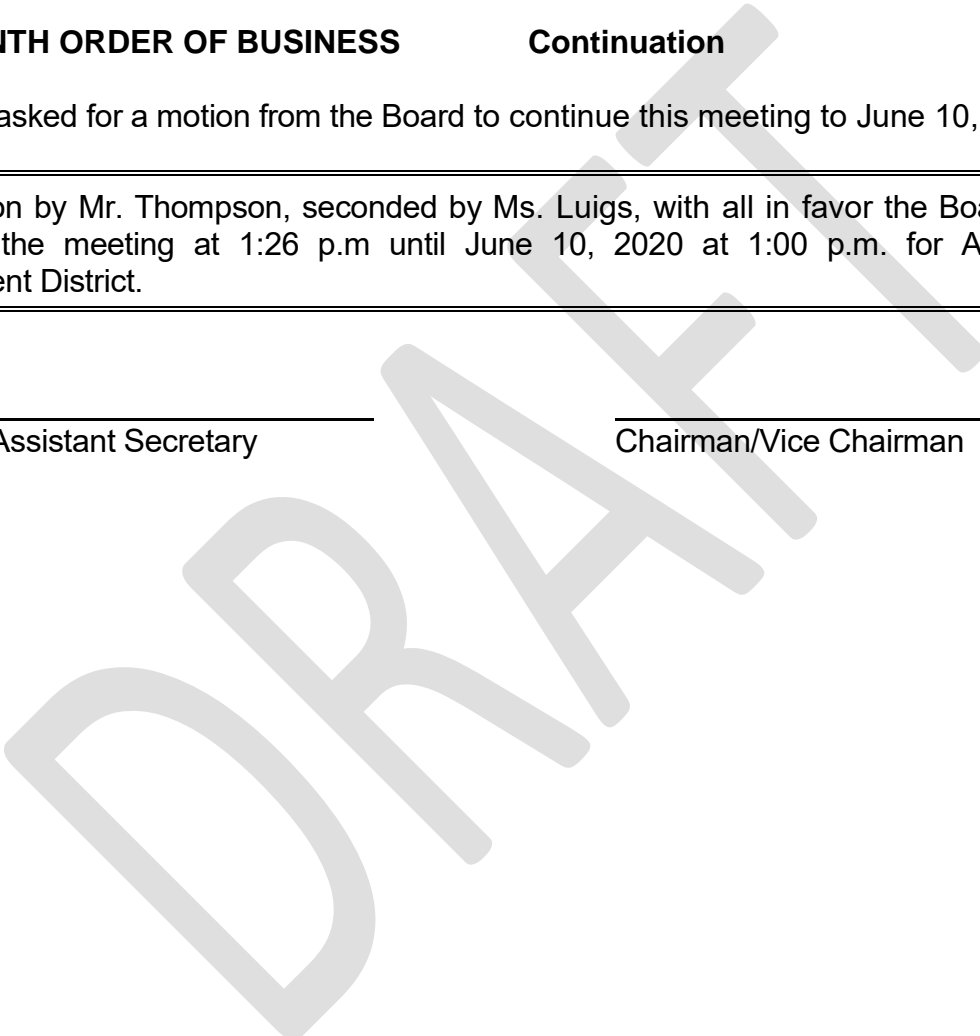 NTH ORDER OF BUSINESS Continuation
asked for a motion from the Board to continue this meeting to June 10,
on by Mr. Thompson, seconded by Ms. Luigs, with all in favor the Boa
the meeting at 1:26 p.m until June 10, 2020 at 1:00 p.m. for A
ent District.
Assistant Secretary Chairman/Vice Chairman
DRAFT